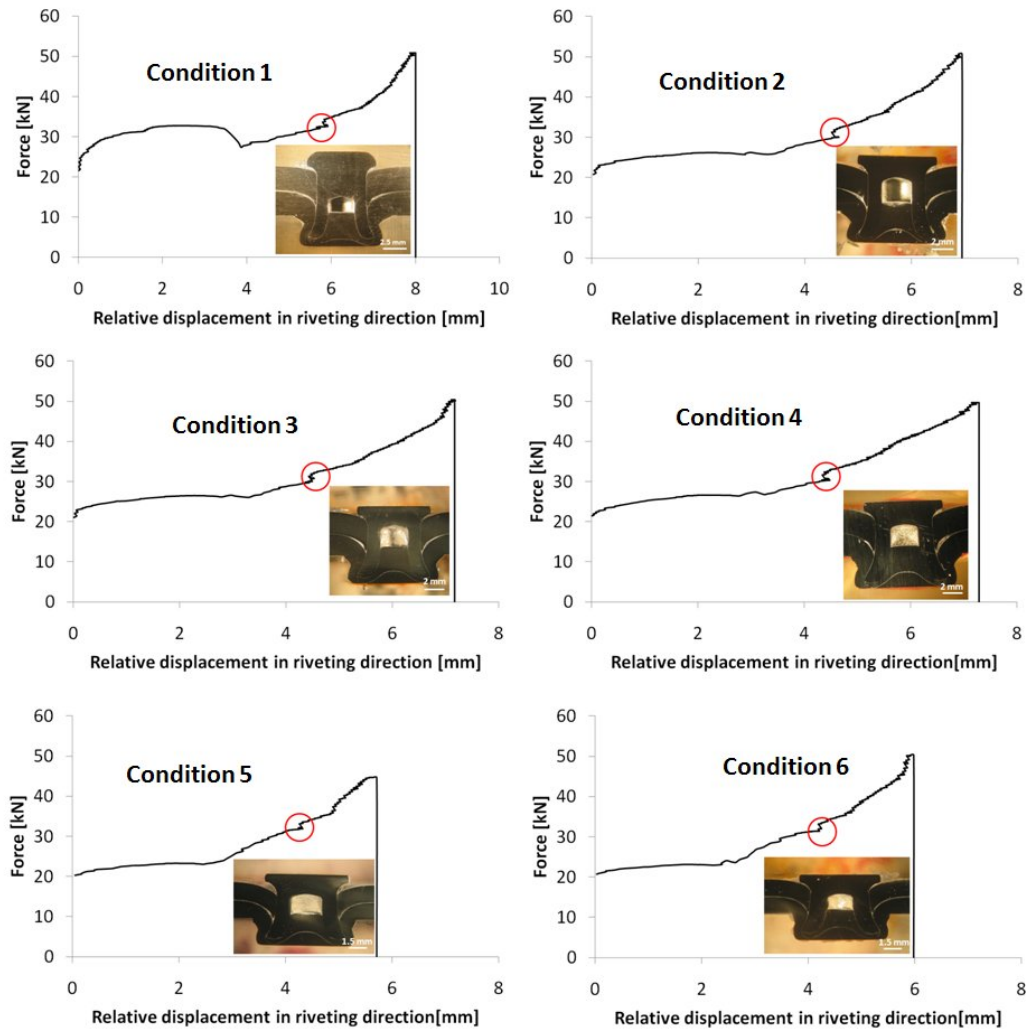 60
50
40
30
20
10
0
Force [kN]
Condition 1
2.5 mm
0 2 4 6 8 10
Relative displacement in riveting direction [mm]
60
50
40
30
20
10
0
Force [kN]
Condition 2
2 mm
0 2 4 6 8
Relative displacement in riveting direction[mm]
60
50
40
30
20
10
0
Force [kN]
Condition 3
2 mm
0 2 4 6 8
Relative displacement in riveting direction [mm]
60
50
40
30
20
10
0
Force [kN]
Condition 4
2 mm
0 2 4 6 8
Relative displacement in riveting direction[mm]
60
50
40
30
20
10
0
Force [kN]
Condition 5
1.5 mm
0 2 4 6 8
Relative displacement in riveting direction [mm]
60
50
40
30
20
10
0
Force [kN]
Condition 6
1.5 mm
0 2 4 6 8
Relative displacement in riveting direction[mm]